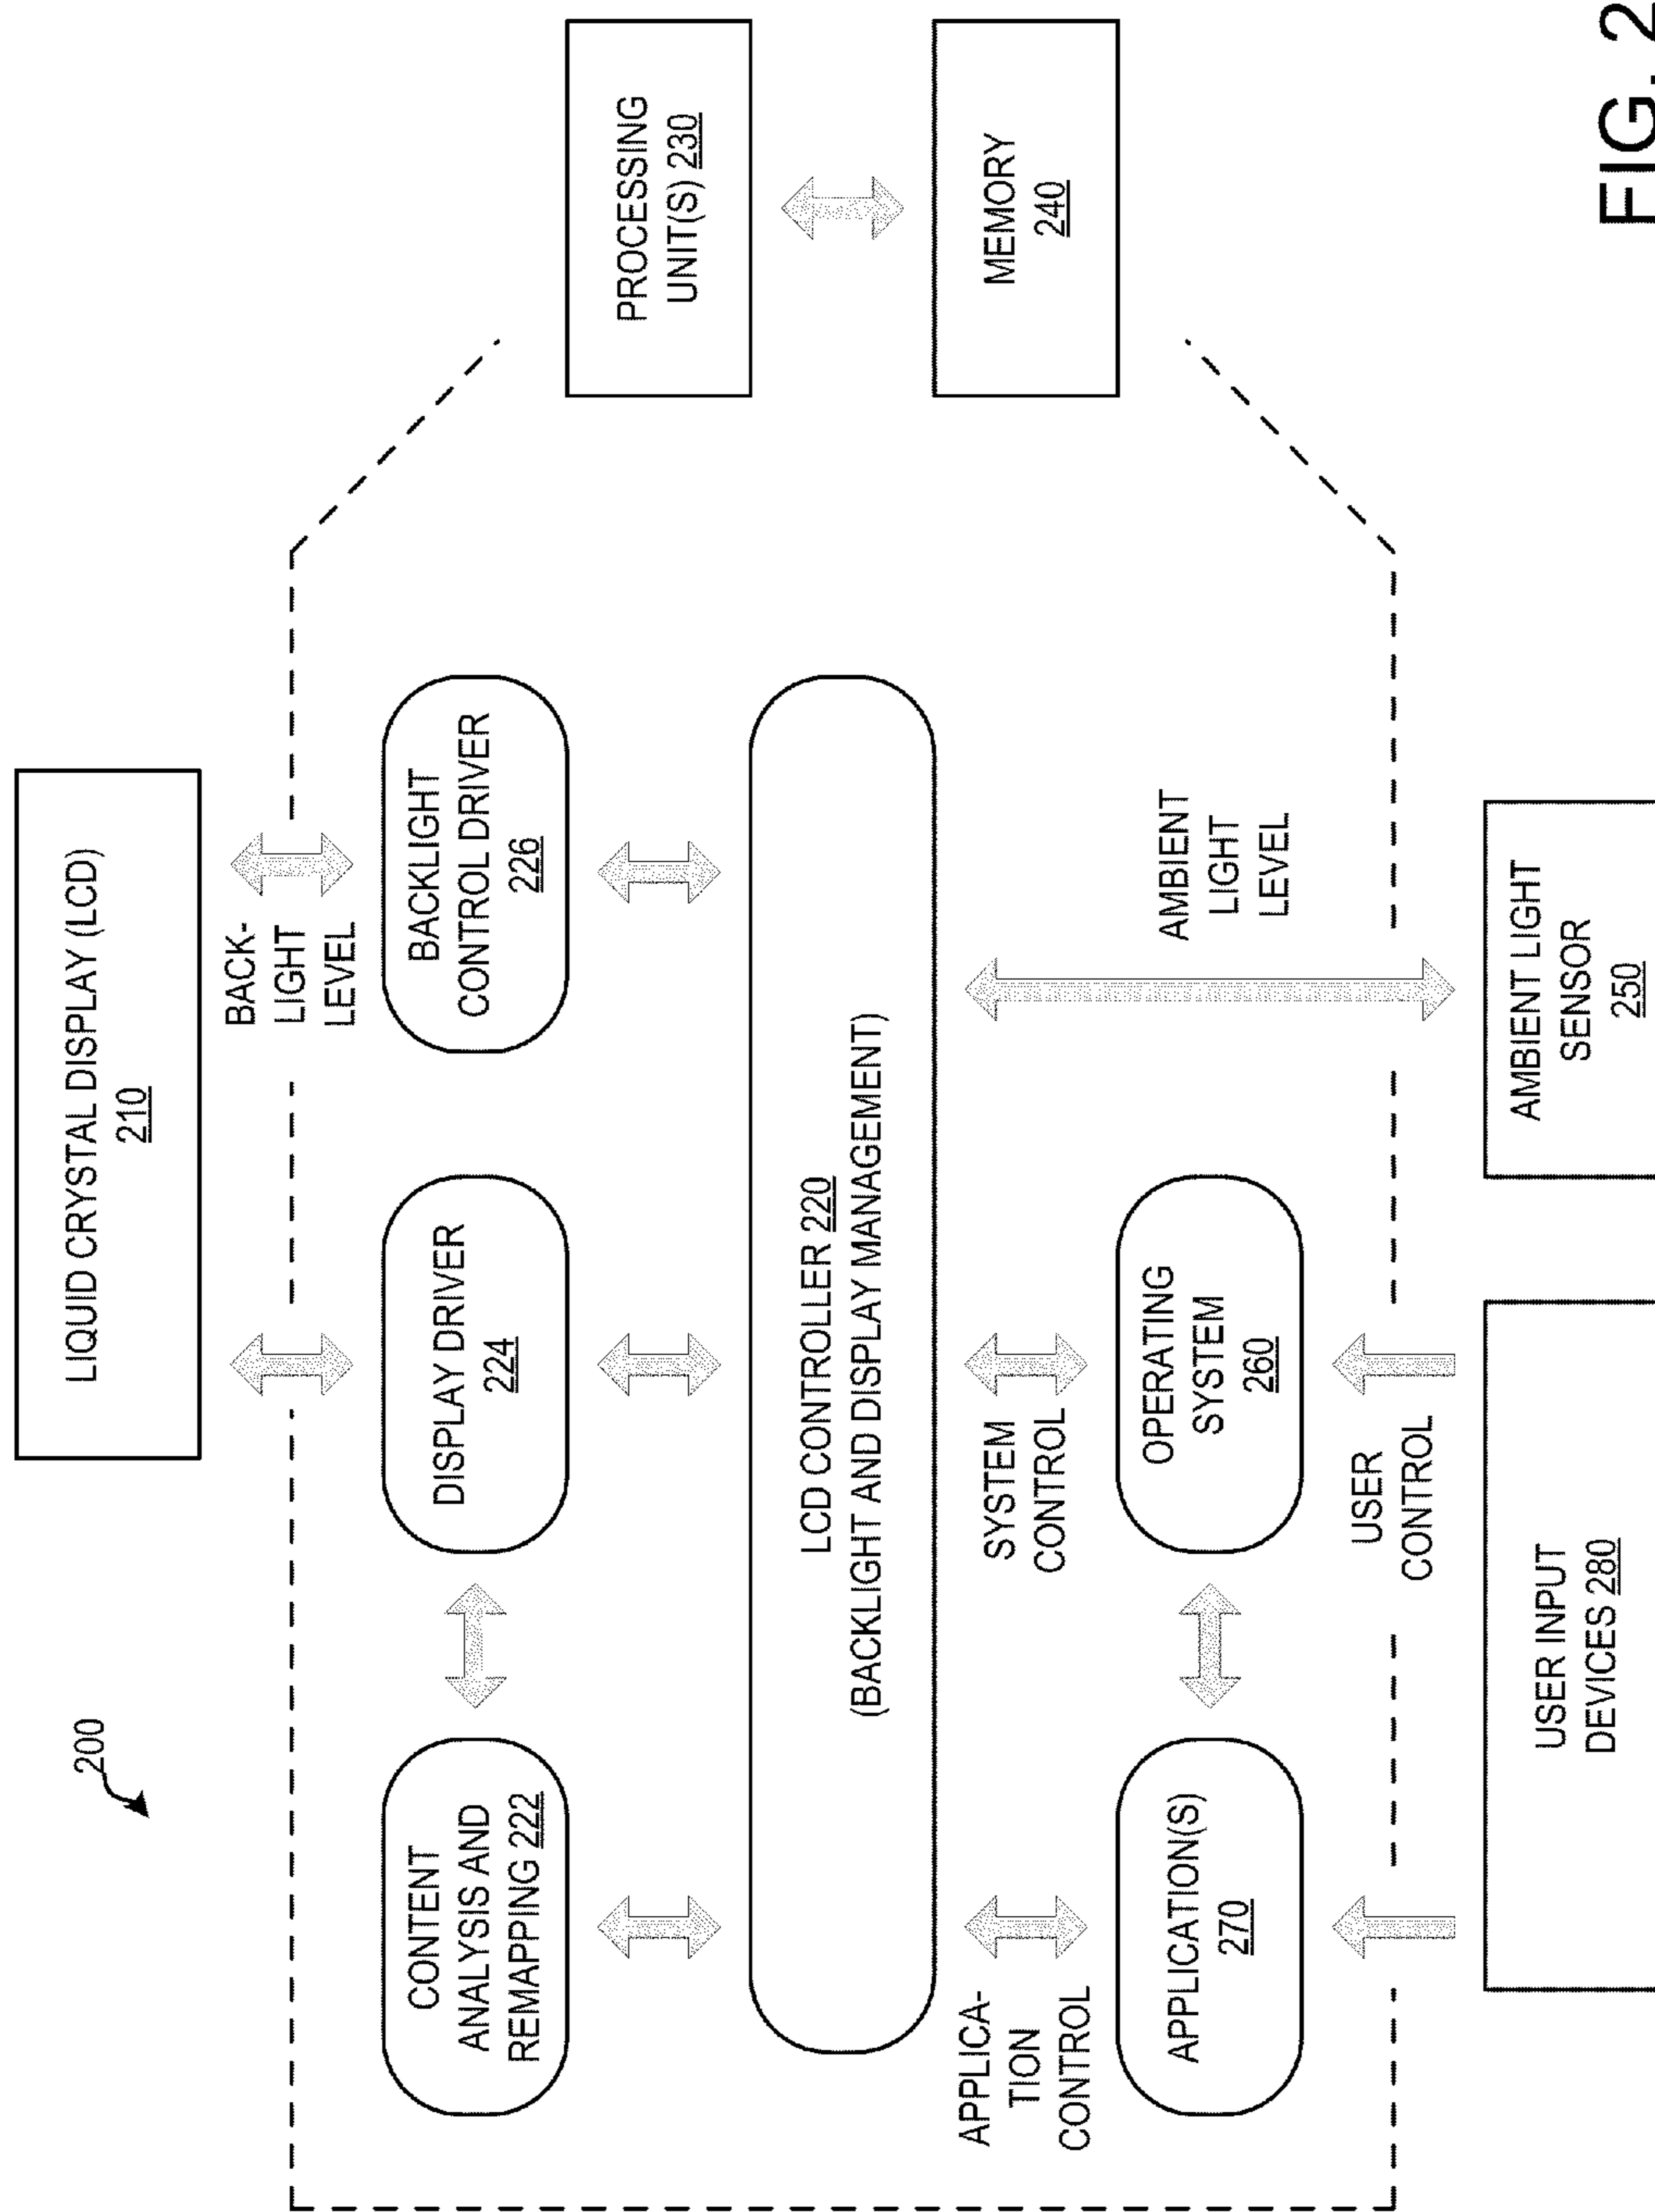 200
LIQUID CRYSTAL DISPLAY (LCD)
210
BACK-
LIGHT
LEVEL
CONTENT
ANALYSIS AND
REMAPPING 222
DISPLAY DRIVER
224
BACKLIGHT
CONTROL DRIVER
226
LCD CONTROLLER 220
(BACKLIGHT AND DISPLAY MANAGEMENT)
PROCESSING
UNIT(S) 230
MEMORY
240
APPLICA-
TION
CONTROL
SYSTEM
CONTROL
AMBIENT
LIGHT
LEVEL
APPLICATION(S)
270
OPERATING
SYSTEM
260
USER
CONTROL
USER INPUT
DEVICES 280
AMBIENT LIGHT
SENSOR
250
FIG. 2